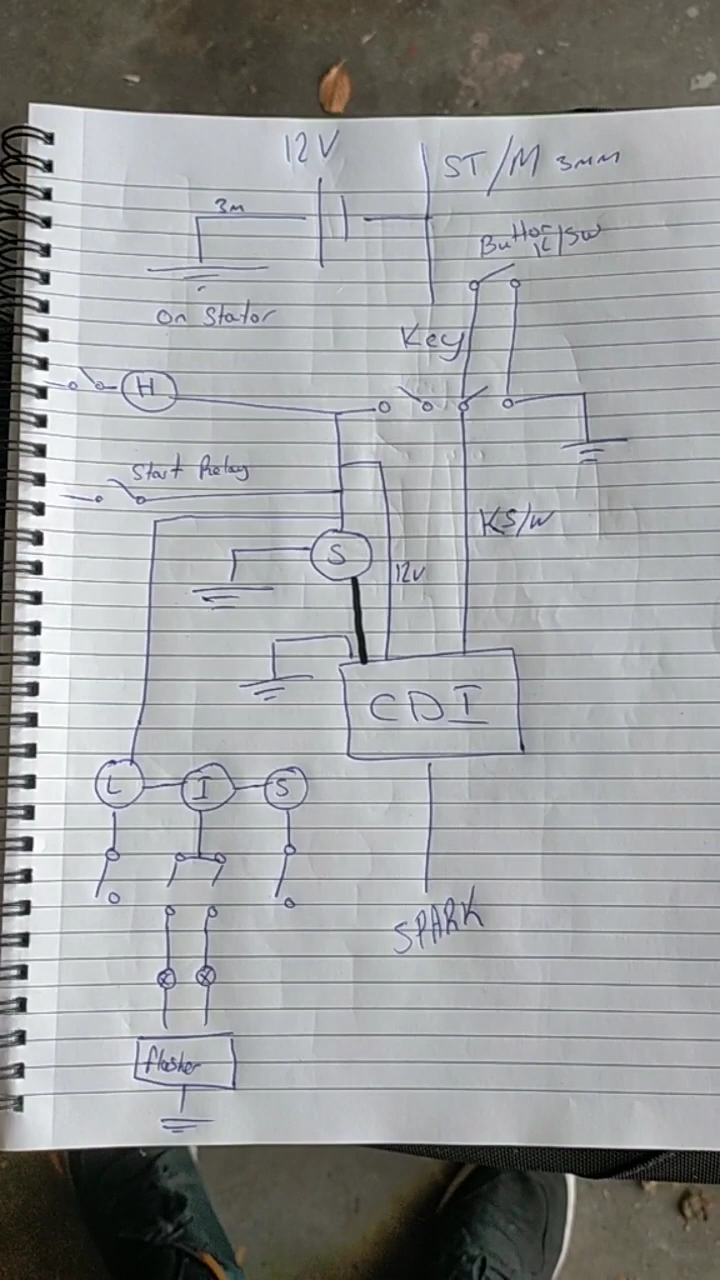 12V
ST/M 3mm
3m
Button
K/SW
On Stator
Key
H
Start Relay
KS/W
S
12v
CDI
L I S
SPARK
flasher